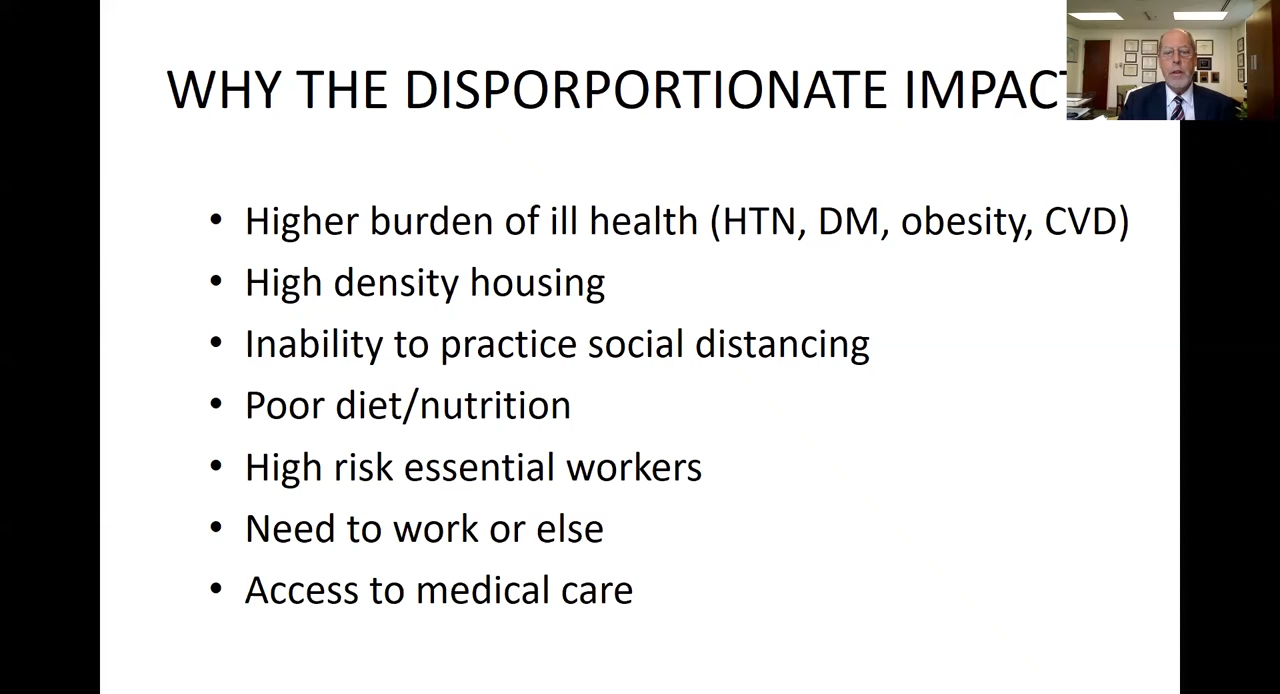 WHY THE DISPORPORTIONATE IMPACT
• Higher burden of ill health (HTN, DM, obesity, CVD)
• High density housing
• Inability to practice social distancing
• Poor diet/nutrition
• High risk essential workers
• Need to work or else
• Access to medical care